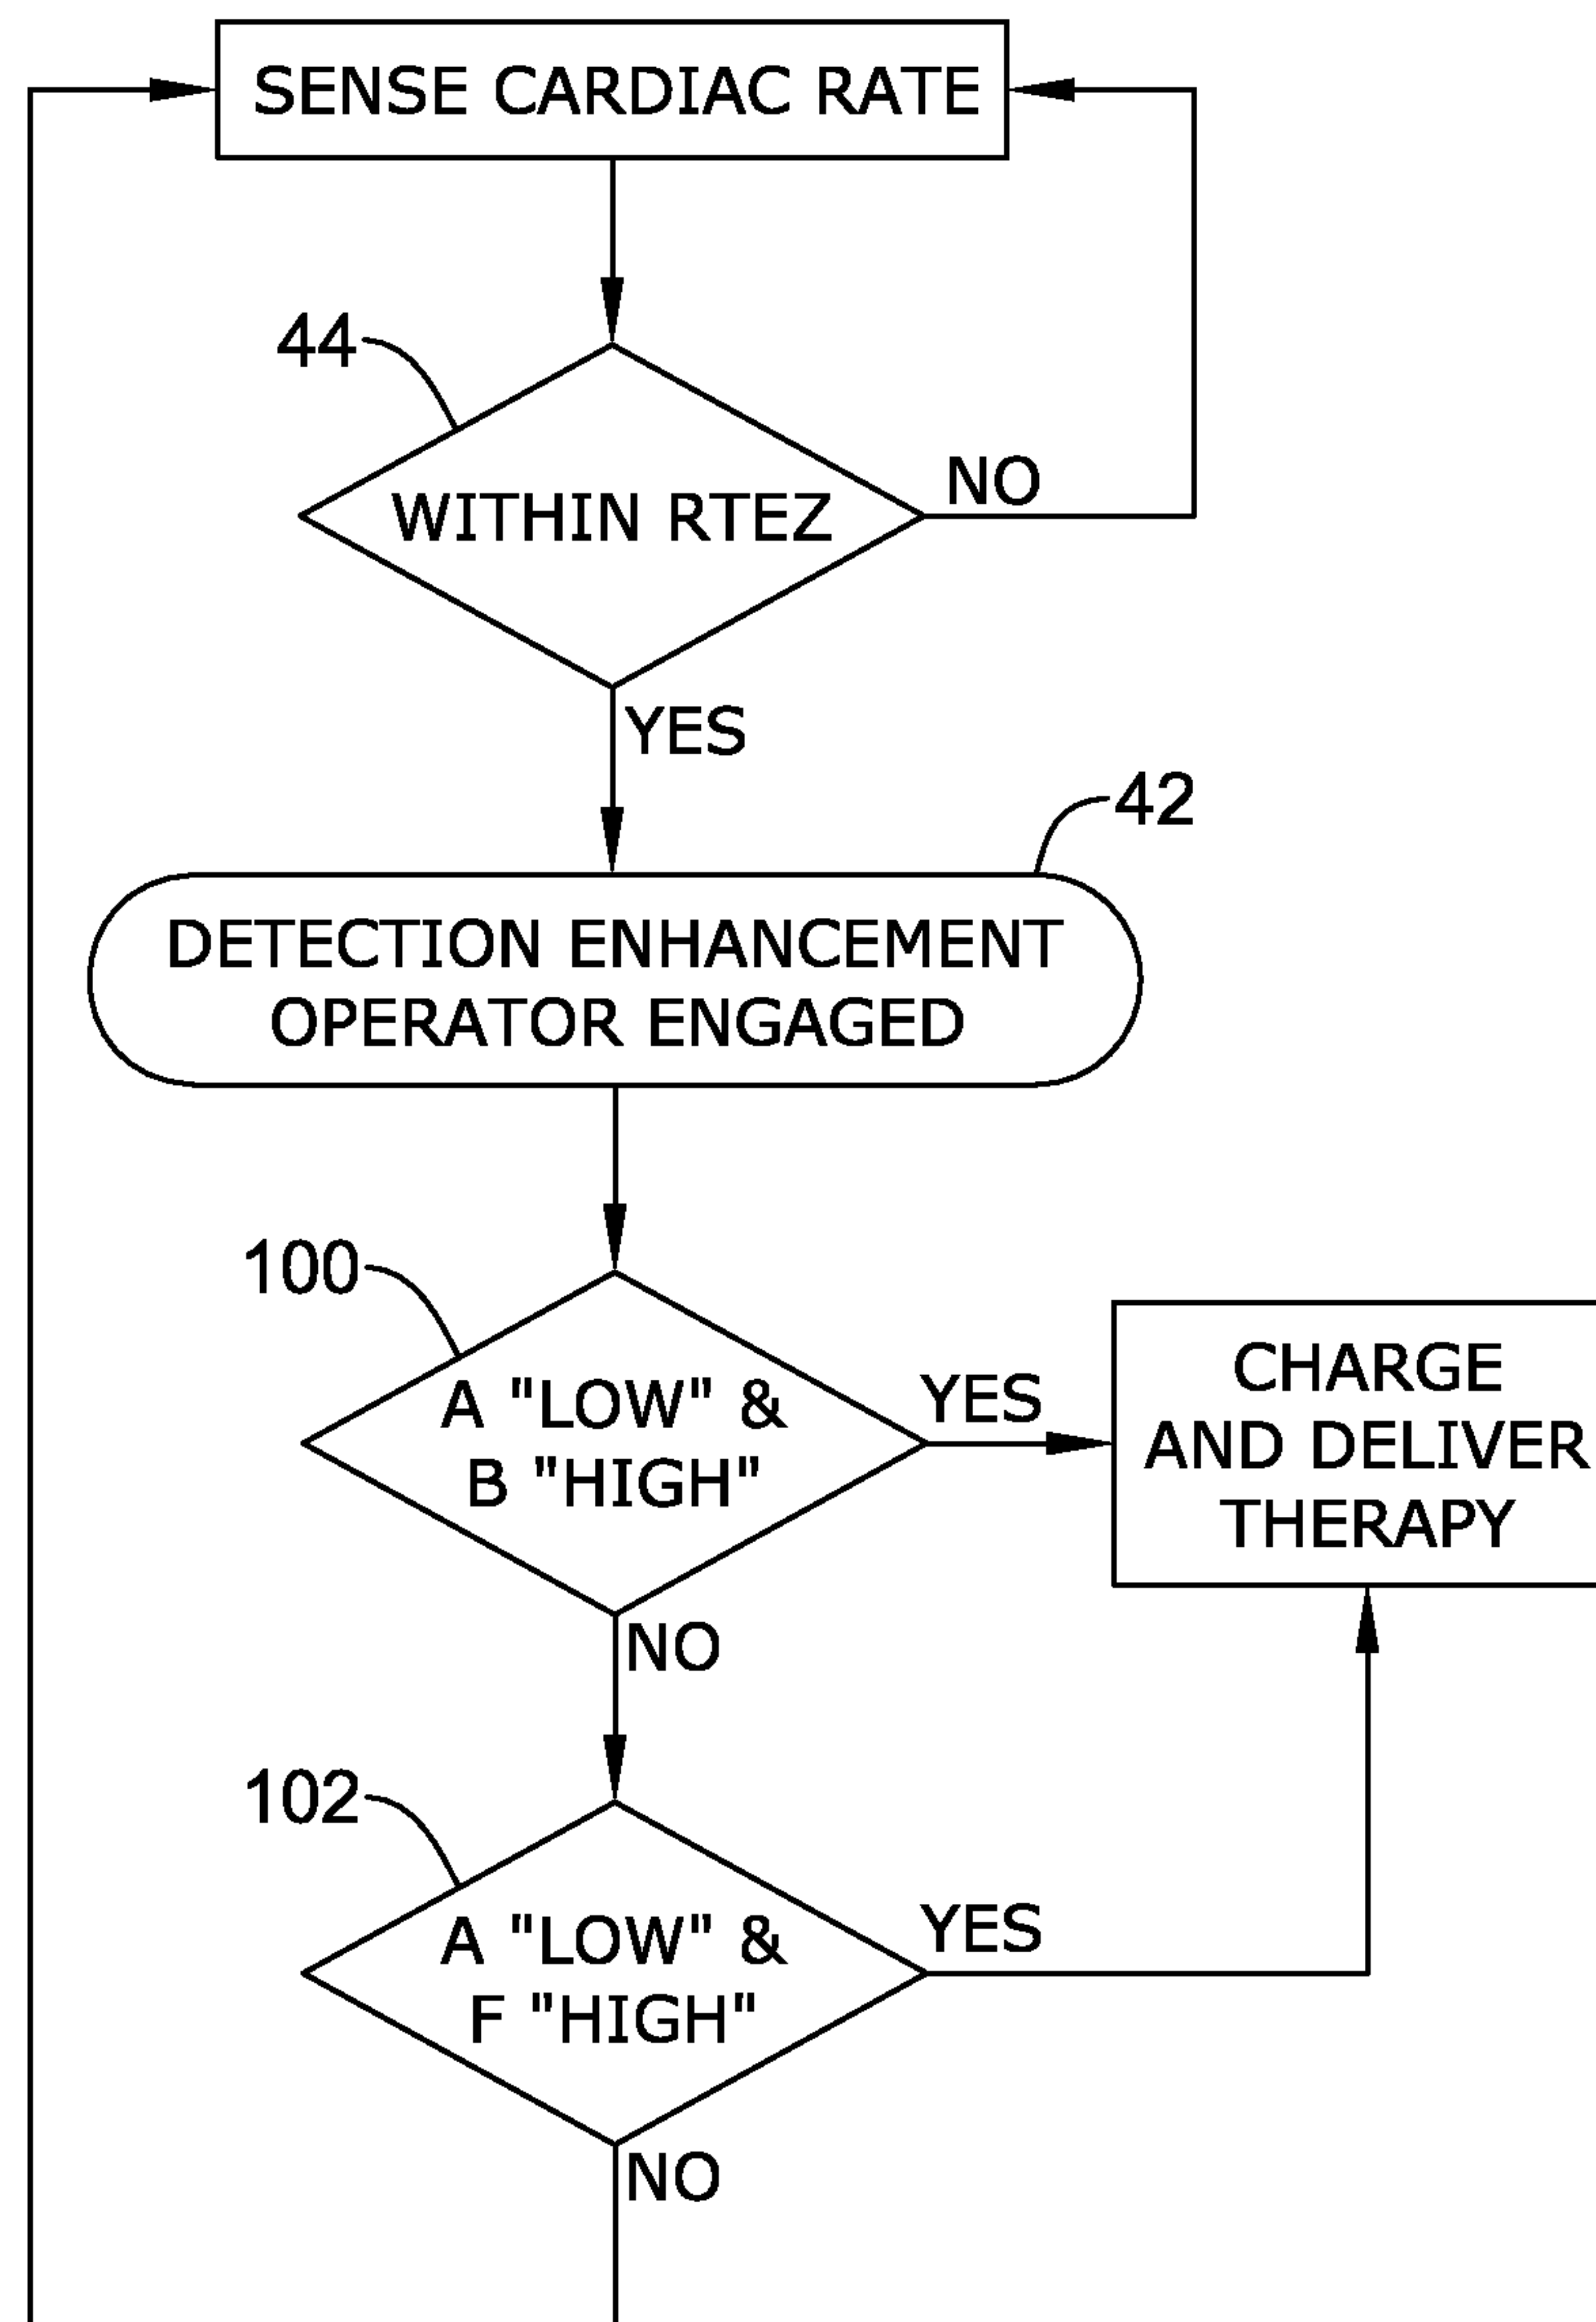 SENSE CARDIAC RATE
44
WITHIN RTEZ
NO
YES
42
DETECTION ENHANCEMENT
OPERATOR ENGAGED
100
A "LOW" &
B "HIGH"
YES
CHARGE
AND DELIVER
THERAPY
NO
102
A "LOW" &
F "HIGH"
YES
NO